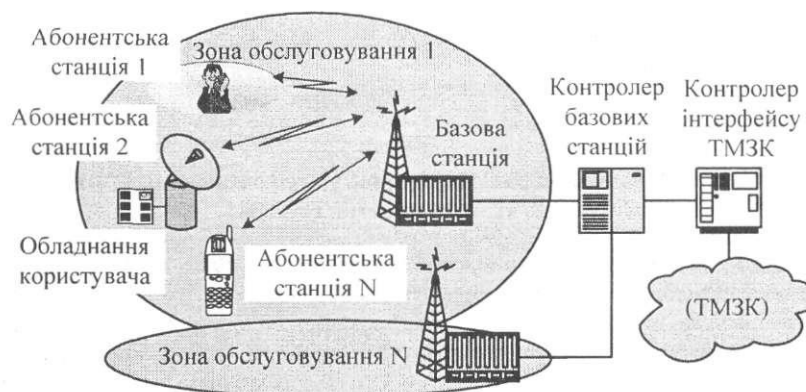 Абонентська
станція 1
Зона обслуговування 1
Абонентська
станція 2
Базова
станція
Контролер
базових
станцій
Контролер
інтерфейсу
ТМЗК
Обладнання
користувача
Абонентська
станція N
(ТМЗК)
Зона обслуговування N